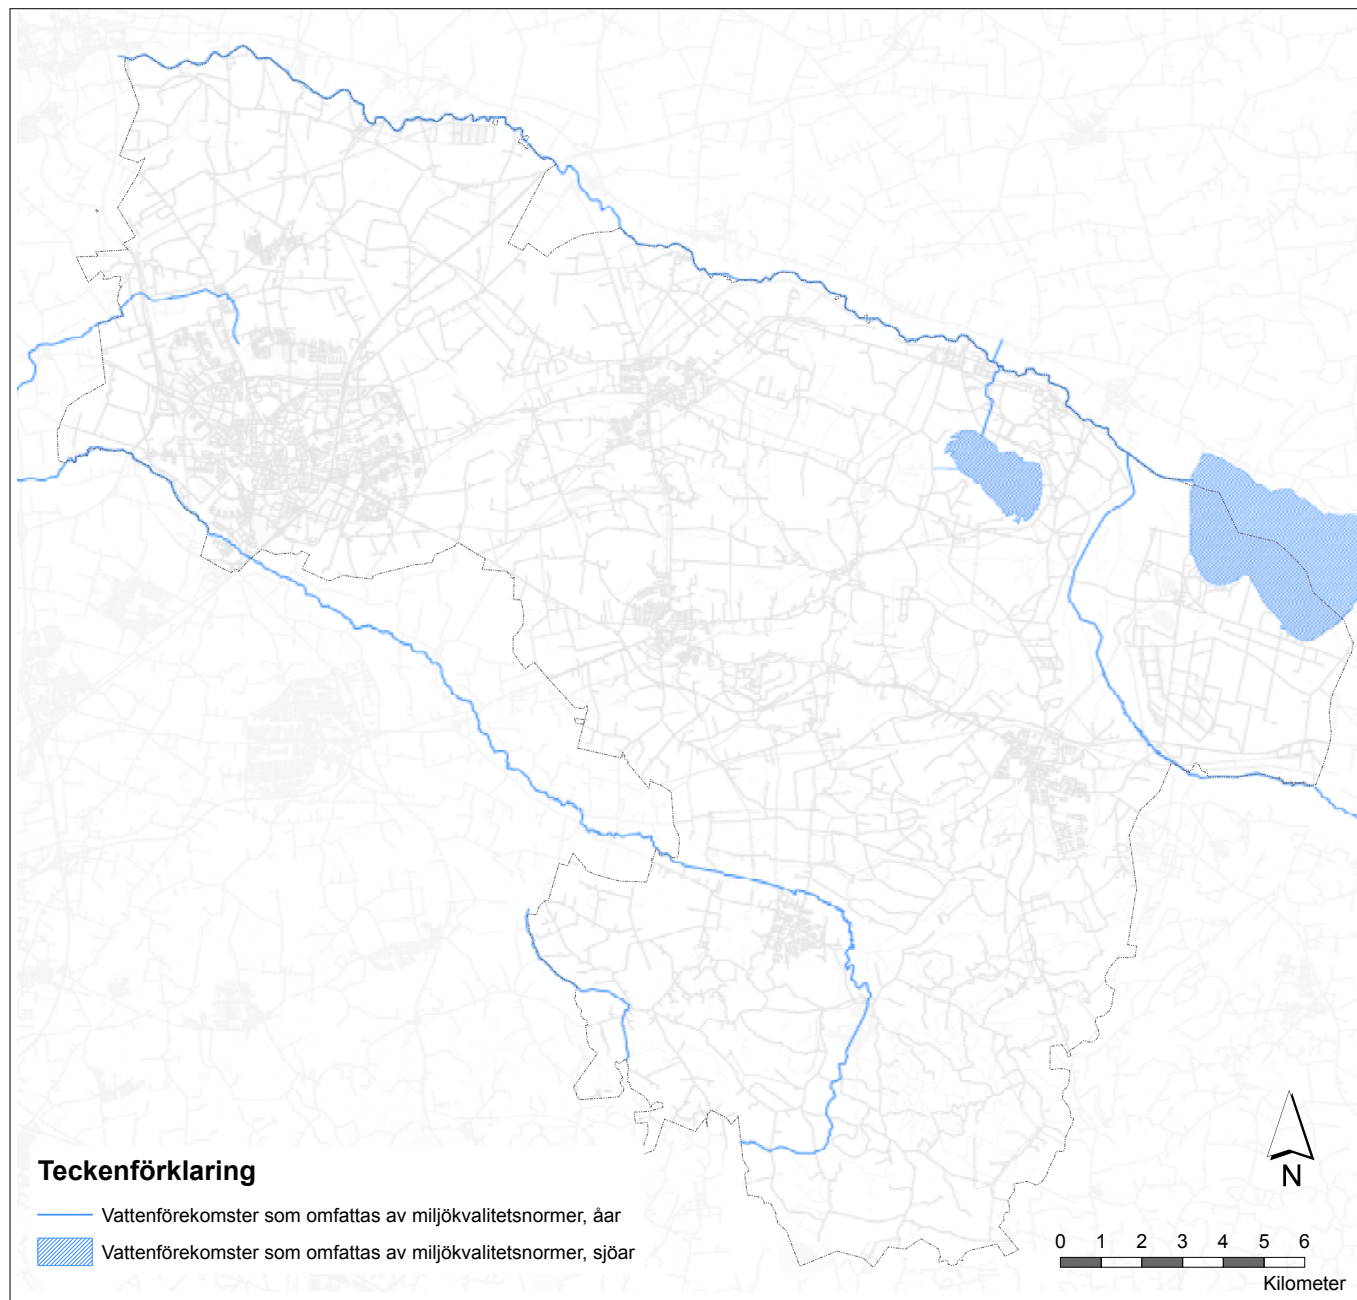 Teckenförklaring
Vattenförekomster som omfattas av miljökvalitetsnormer, åar
Vattenförekomster som omfattas av miljökvalitetsnormer, sjöar
N
0 1 2 3 4 5 6
Kilometer